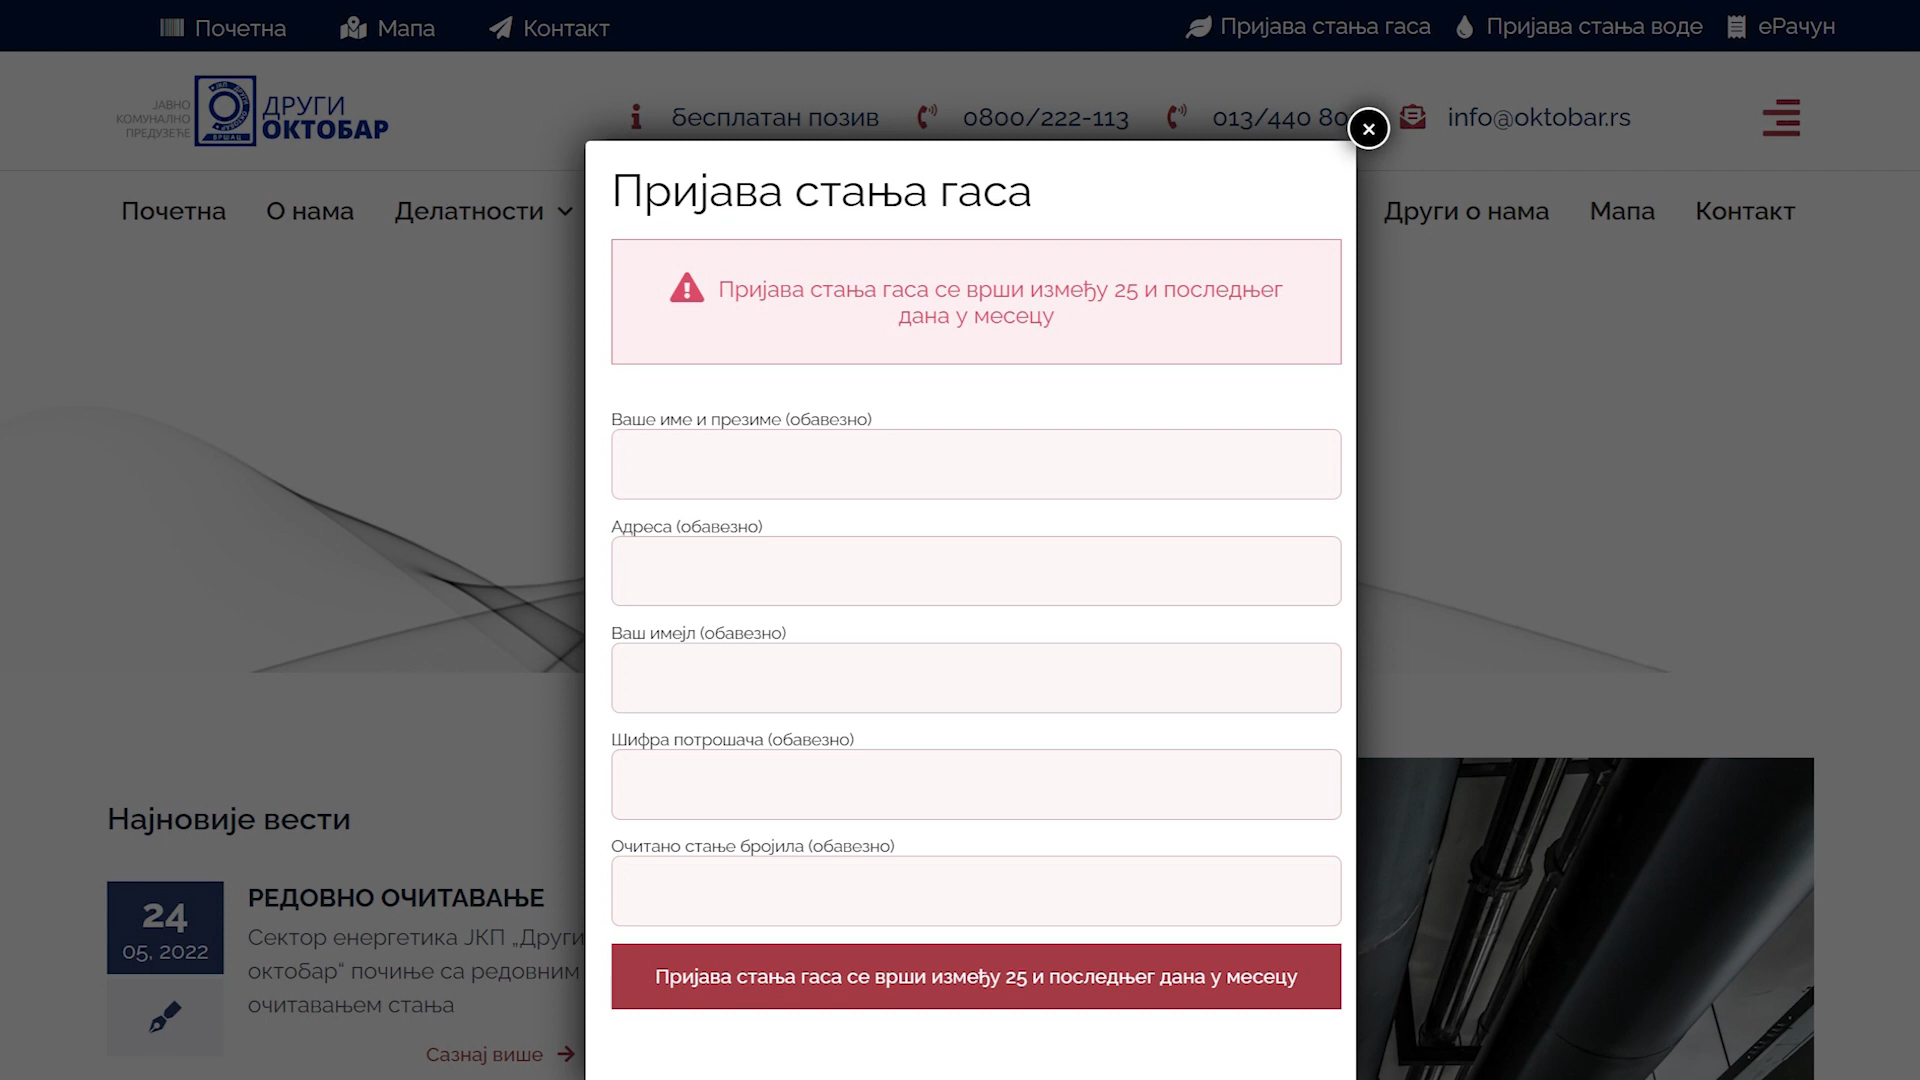 Почетна
Мапа
Контакт
Пријава стања гаса
Пријава стања воде
еРачун
ЈАВНО
КОМУНАЛНО
ПРЕДУЗЕЋЕ
ВРШАЦ
ДРУГИ
ОКТОБАР
бесплатан позив
0800/222-113
013/440 80
info@oktobar.rs
Почетна
О нама
Делатности
Други о нама
Мапа
Контакт
Пријава стања гаса
Пријава стања гаса се врши између 25 и последњег
дана у месецу
Ваше име и презиме (обавезно)
Адреса (обавезно)
Ваш имејл (обавезно)
Шифра потрошача (обавезно)
Очитано стање бројила (обавезно)
Пријава стања гаса се врши између 25 и последњег дана у месецу
Најновије вести
24
05, 2022
РЕДОВНО ОЧИТАВАЊЕ
Сектор енергетика ЈКП „Други
октобар“ почиње са редовним
очитавањем стања
Сазнај више